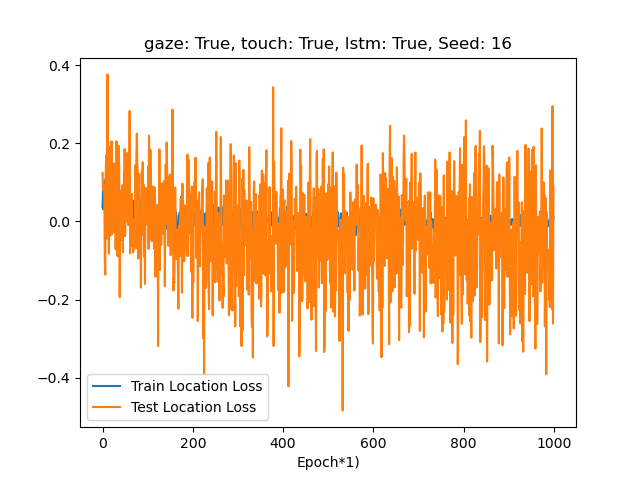 gaze: True, touch: True, lstm: True, Seed: 16
0.4
0.2
0.0
−0.2
−0.4
Train Location Loss
Test Location Loss
0 200 400 600 800 1000
Epoch*1)